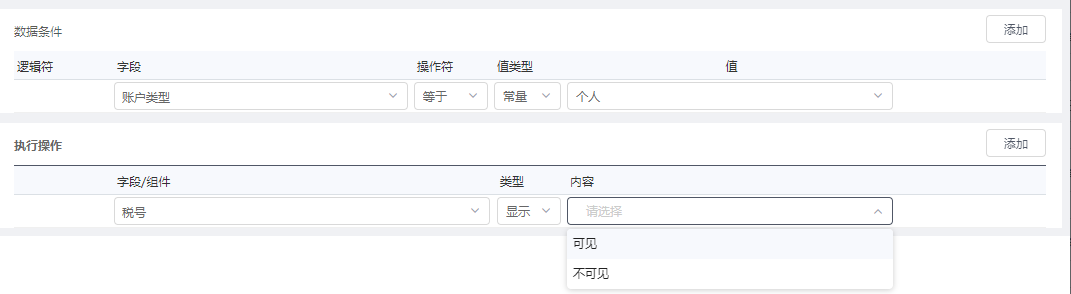 数据条件 添加
逻辑符 字段 操作符 值类型 值
账户类型 等于 常量 个人
执行操作 添加
字段/组件 类型 内容
税号 显示 请选择
可见
不可见